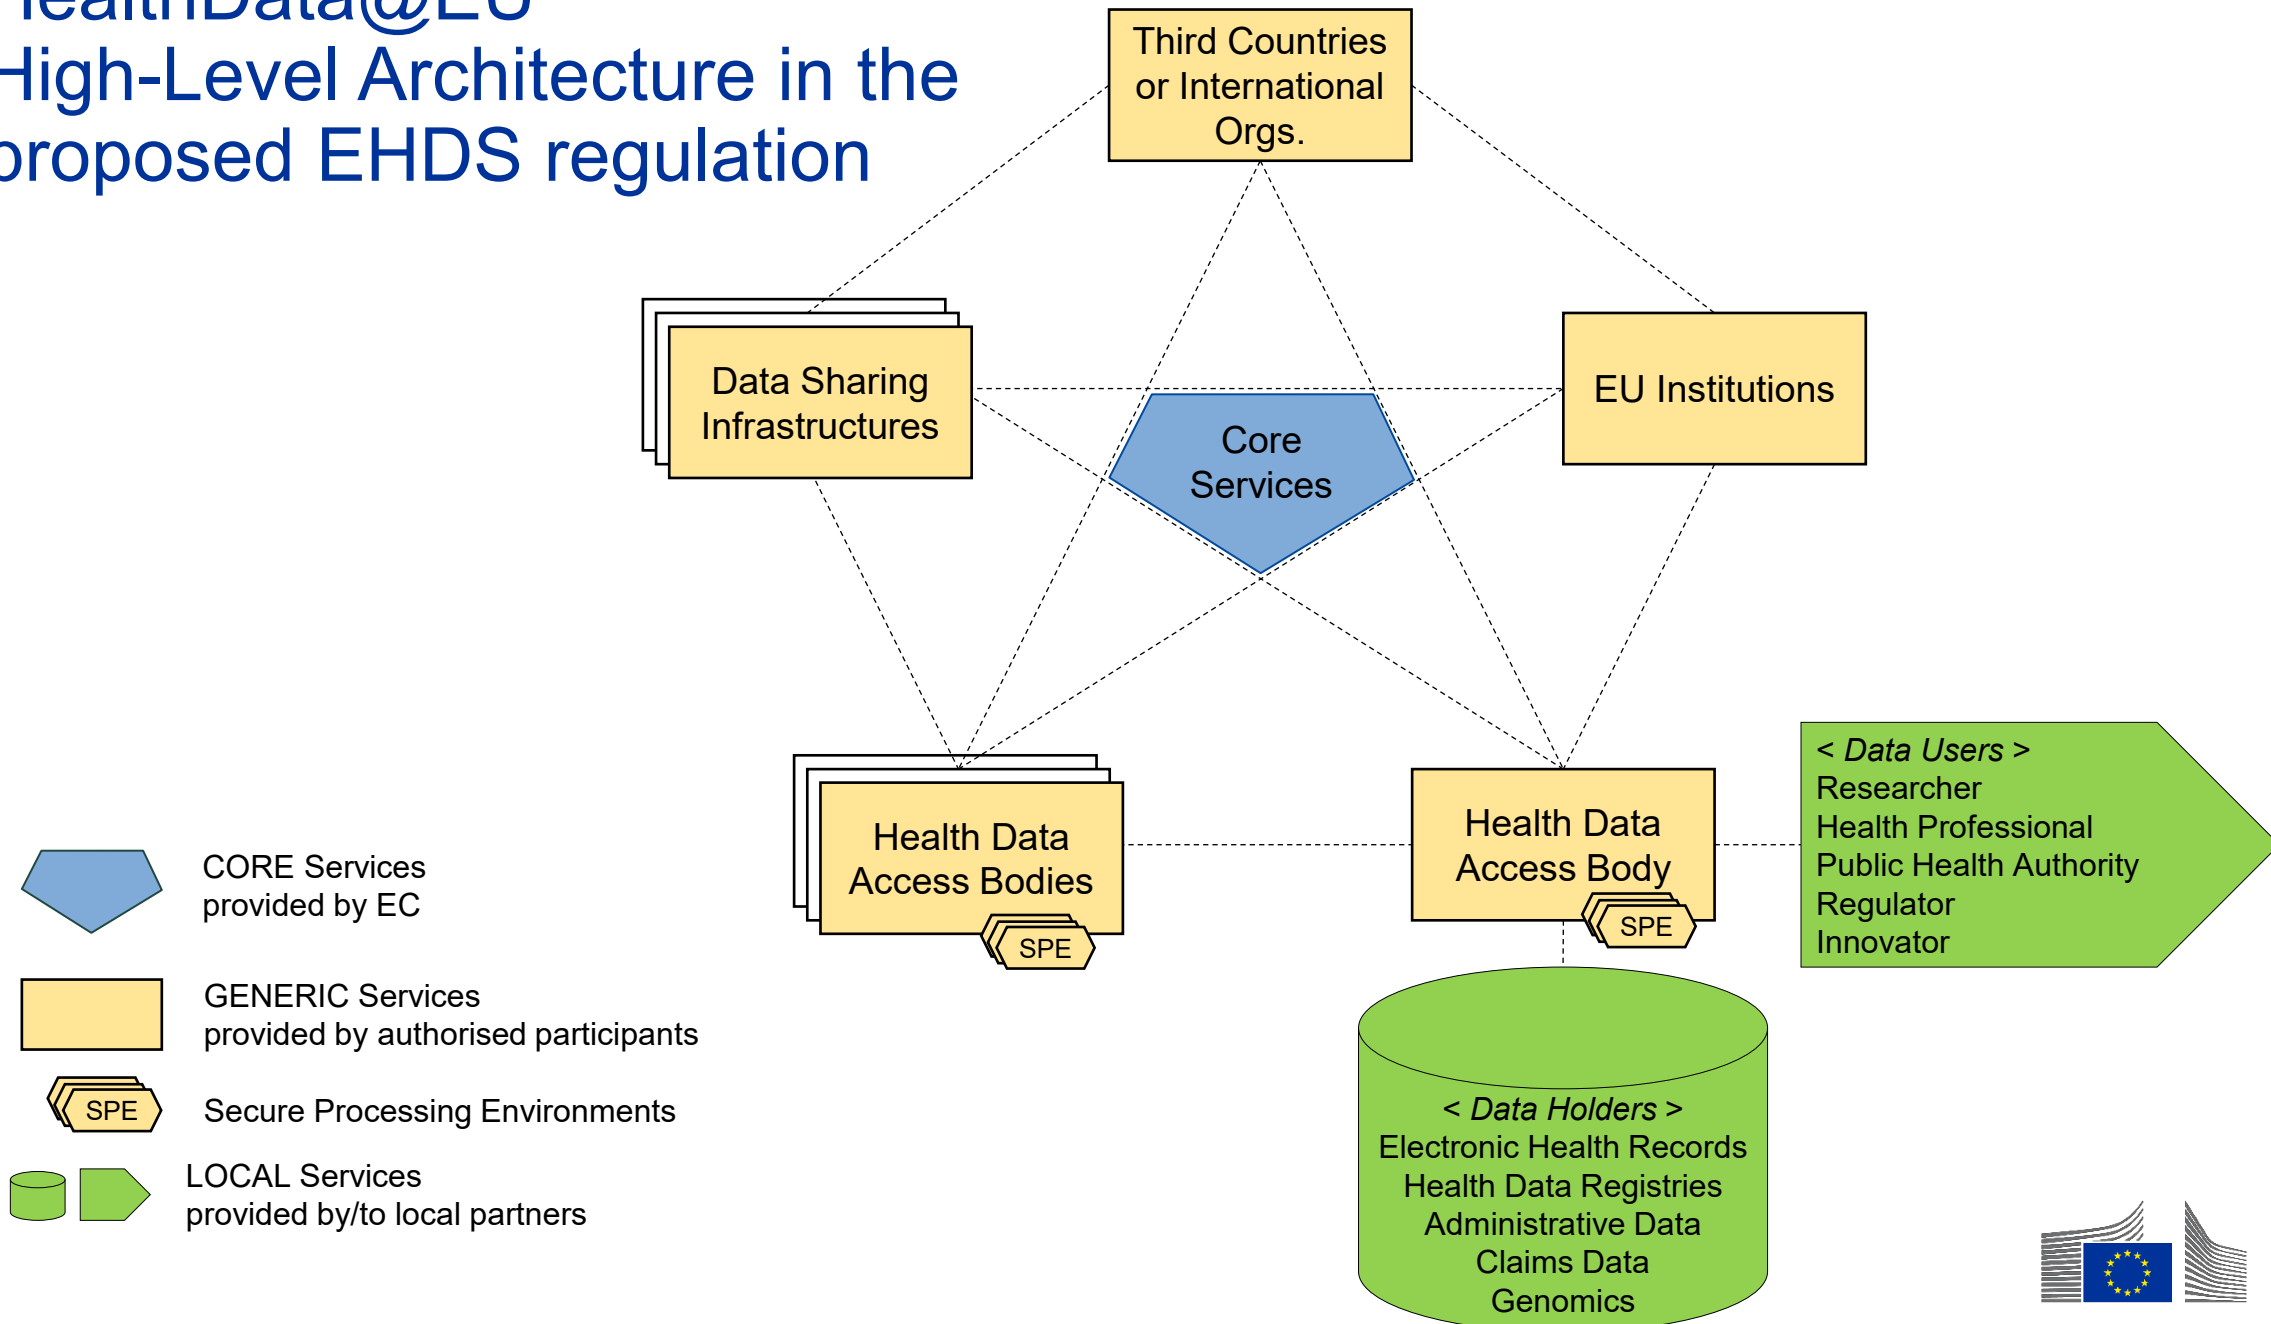 HealthData@EU
High-Level Architecture in the
proposed EHDS regulation
Third Countries
or International
Orgs.
Data Sharing
Infrastructures
EU Institutions
Core
Services
Health Data
Access Bodies
SPE
Health Data
Access Body
SPE
< Data Users >
Researcher
Health Professional
Public Health Authority
Regulator
Innovator
< Data Holders >
Electronic Health Records
Health Data Registries
Administrative Data
Claims Data
Genomics
CORE Services
provided by EC
GENERIC Services
provided by authorised participants
SPE
Secure Processing Environments
LOCAL Services
provided by/to local partners